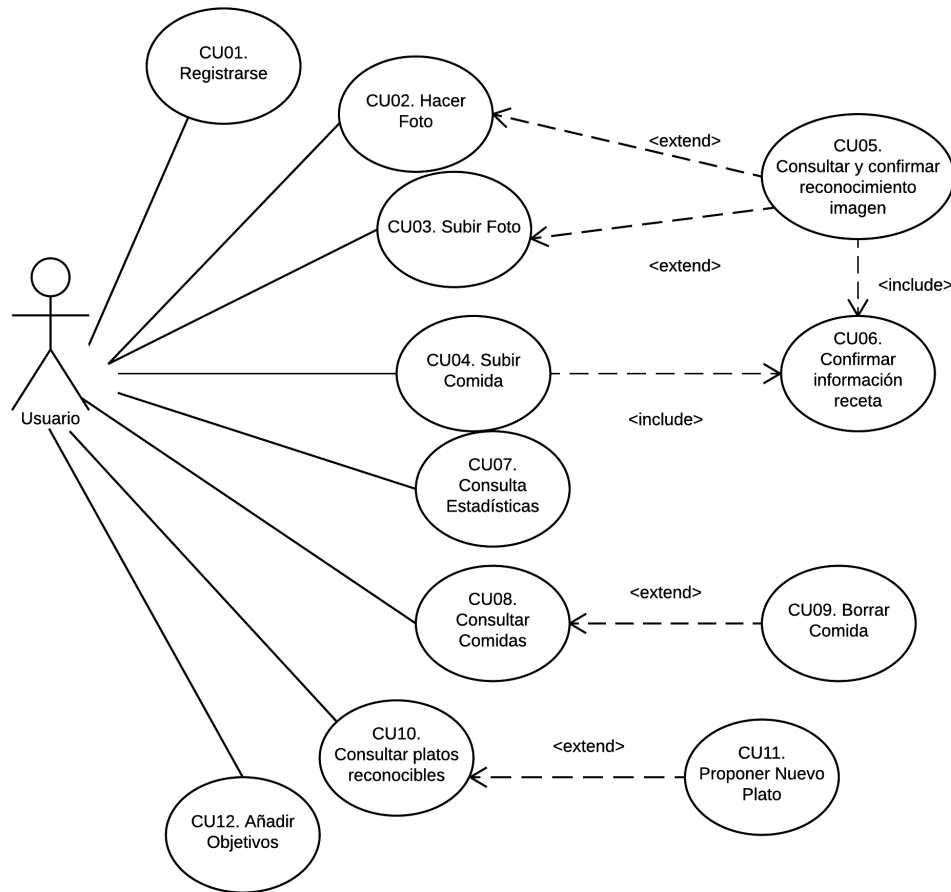 CU01.
Registrarse
CU02. Hacer
Foto
<extend>
CU05.
Consultar y confirmar
reconocimiento
imagen
CU03. Subir Foto
<extend>
<include>
CU04. Subir
Comida
CU06.
Confirmar
información
receta
Usuario
<include>
CU07.
Consulta
Estadísticas
CU08.
Consultar
Comidas
<extend>
CU09. Borrar
Comida
CU10.
Consultar platos
reconocibles
<extend>
CU11.
Proponer Nuevo
Plato
CU12. Añadir
Objetivos